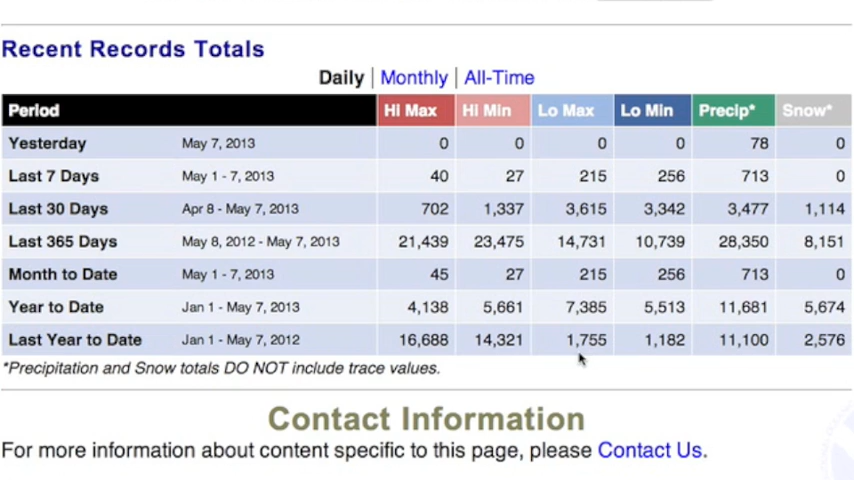 Recent Records Totals
Daily | Monthly | All-Time
Period Hi Max Hi Min Lo Max Lo Min Precip* Snow*
Yesterday May 7, 2013 0 0 0 0 78 0
Last 7 Days May 1 - 7, 2013 40 27 215 256 713 0
Last 30 Days Apr 8 - May 7, 2013 702 1,337 3,615 3,342 3,477 1,114
Last 365 Days May 8, 2012 - May 7, 2013 21,439 23,475 14,731 10,739 28,350 8,151
Month to Date May 1 - 7, 2013 45 27 215 256 713 0
Year to Date Jan 1 - May 7, 2013 4,138 5,661 7,385 5,513 11,681 5,674
Last Year to Date Jan 1 - May 7, 2012 16,688 14,321 1,755 1,182 11,100 2,576
*Precipitation and Snow totals DO NOT include trace values.
Contact Information
For more information about content specific to this page, please Contact Us.